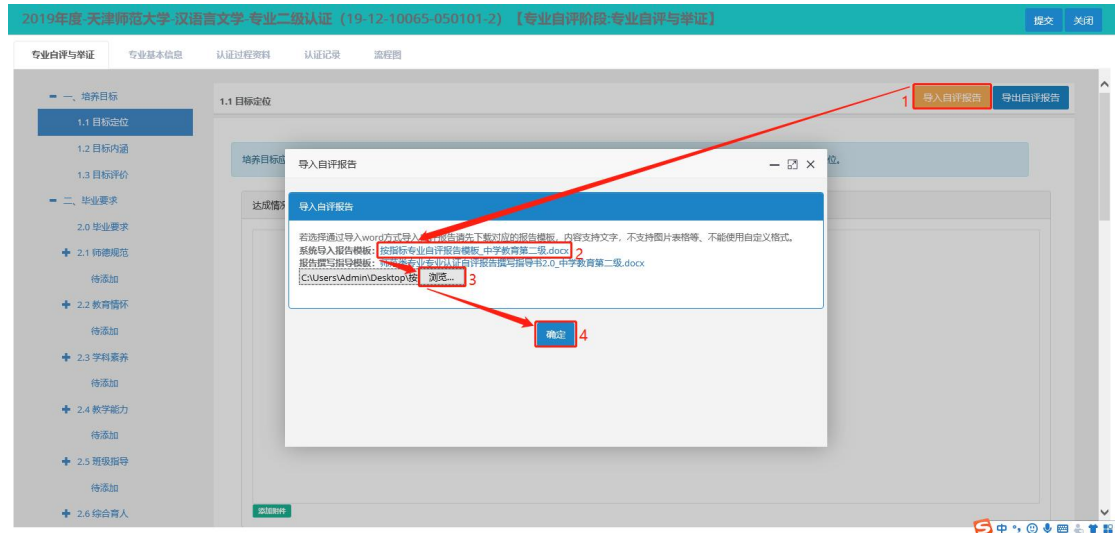 2019年度-天津师范大学-汉语言文学-专业二级认证（19-12-10065-050101-2）【专业自评阶段:专业自评与举证】
提交 关闭
专业自评与举证 专业基本信息 认证过程资料 认证记录 流程图
一、培养目标
1.1 目标定位
1.2 目标内涵
1.3 目标评价
二、毕业要求
2.0 毕业要求
2.1 师德规范
待添加
2.2 教育情怀
待添加
2.3 学科素养
待添加
2.4 教学能力
待添加
2.5 班级指导
待添加
2.6 综合育人
1.1 目标定位
1 导入自评报告 导出自评报告
培养目标应
位。
达成情况
导入自评报告
导入自评报告
若选择通过导入word方式导入自评报告请先下载对应的报告模板，内容支持文字，不支持图片表格等、不能使用自定义格式。
系统导入报告模板：按指标专业自评报告模板_中学教育第二级.docx 2
报告撰写指导模板：师范类专业专业认证自评报告撰写指导书2.0_中学教育第二级.docx
C:\Users\Admin\Desktop\按 浏览... 3
确定 4
添加附件
中